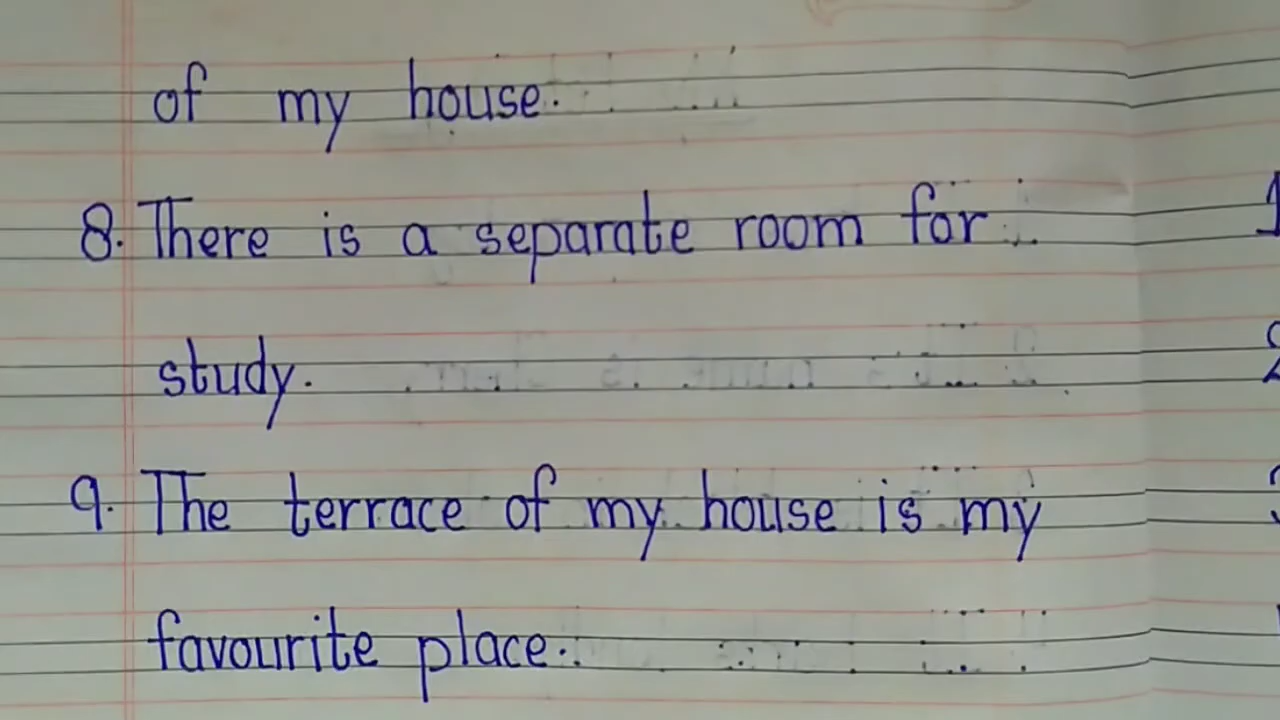 of my house.
8. There is a separate room for
study.
9. The terrace of my house is my
favourite place.